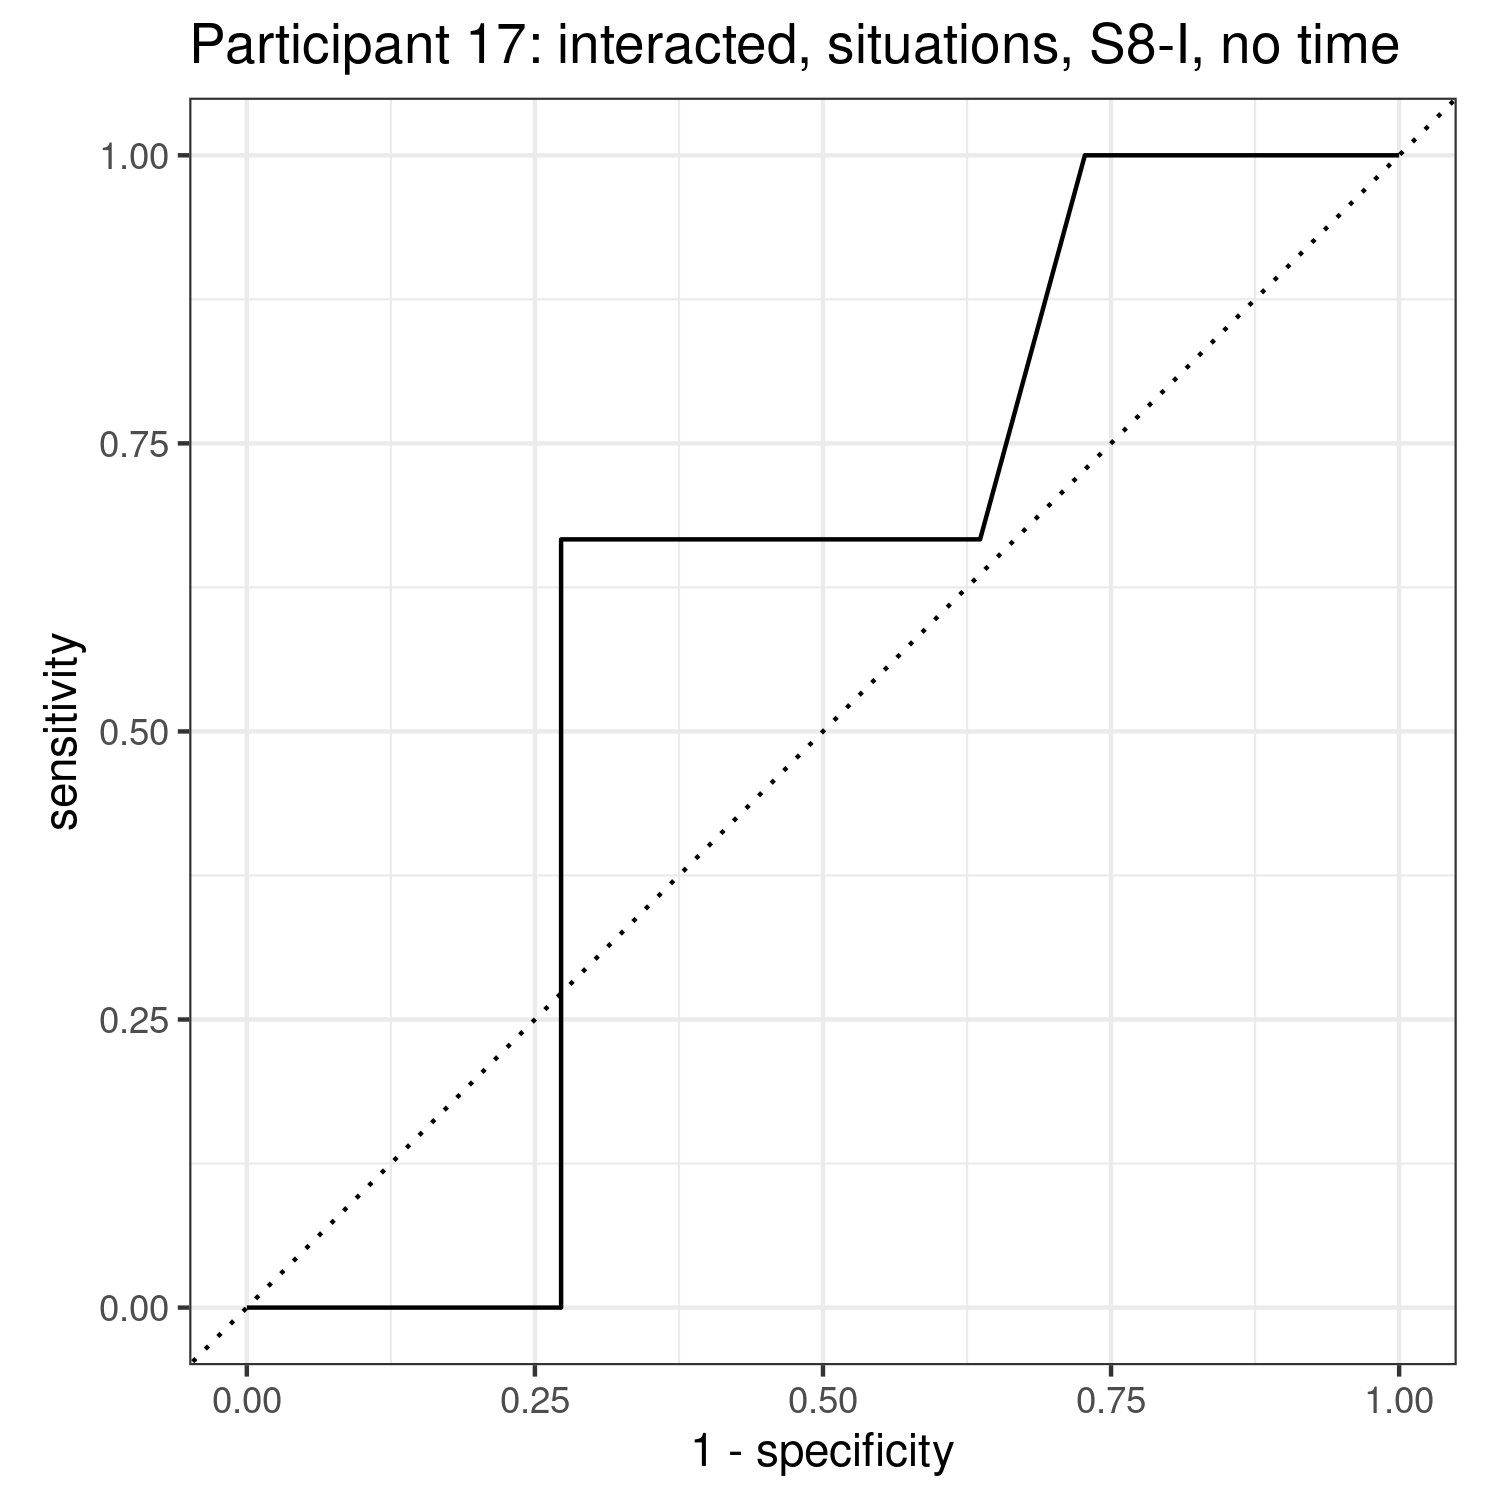 Participant 17: interacted, situations, S8-I, no time
1.00
0.75
0.50
0.25
0.00
sensitivity
0.00 0.25 0.50 0.75 1.00
1 - specificity